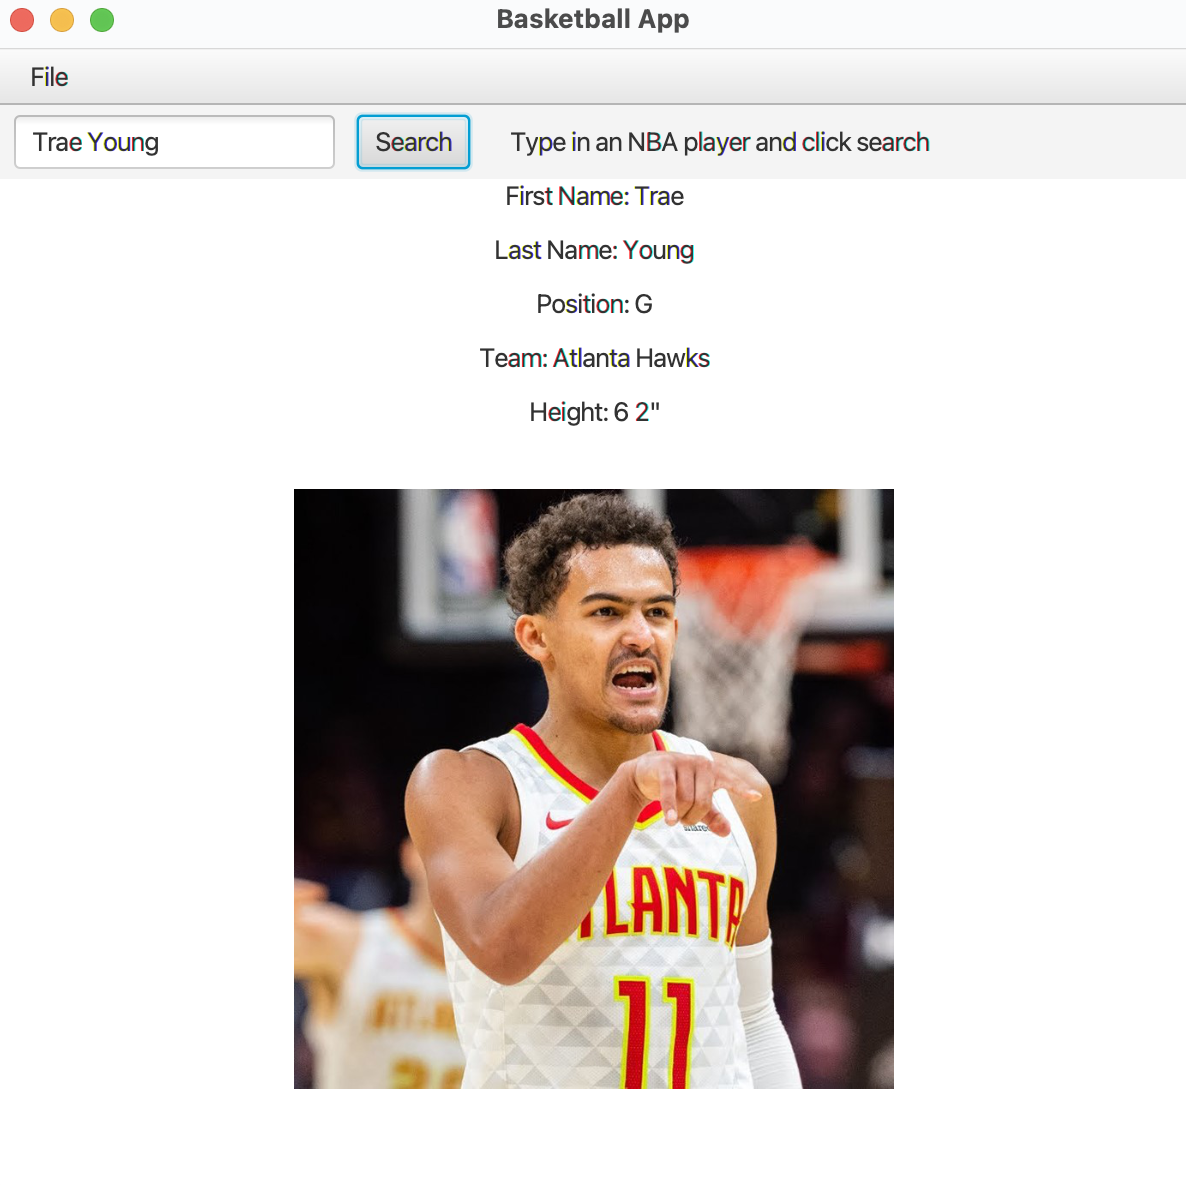 Basketball App
File
Trae Young
Search
Type in an NBA player and click search
First Name: Trae
Last Name: Young
Position: G
Team: Atlanta Hawks
Height: 6 2"
ATLANTA
11